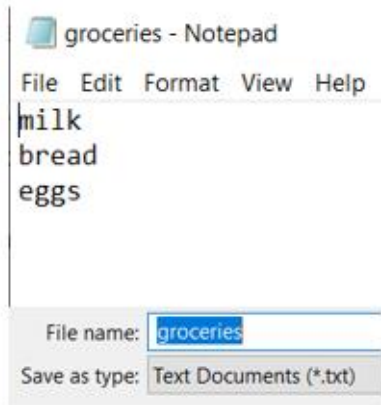 groceries - Notepad
File Edit Format View Help
milk
bread
eggs
File name: groceries
Save as type: Text Documents (*.txt)